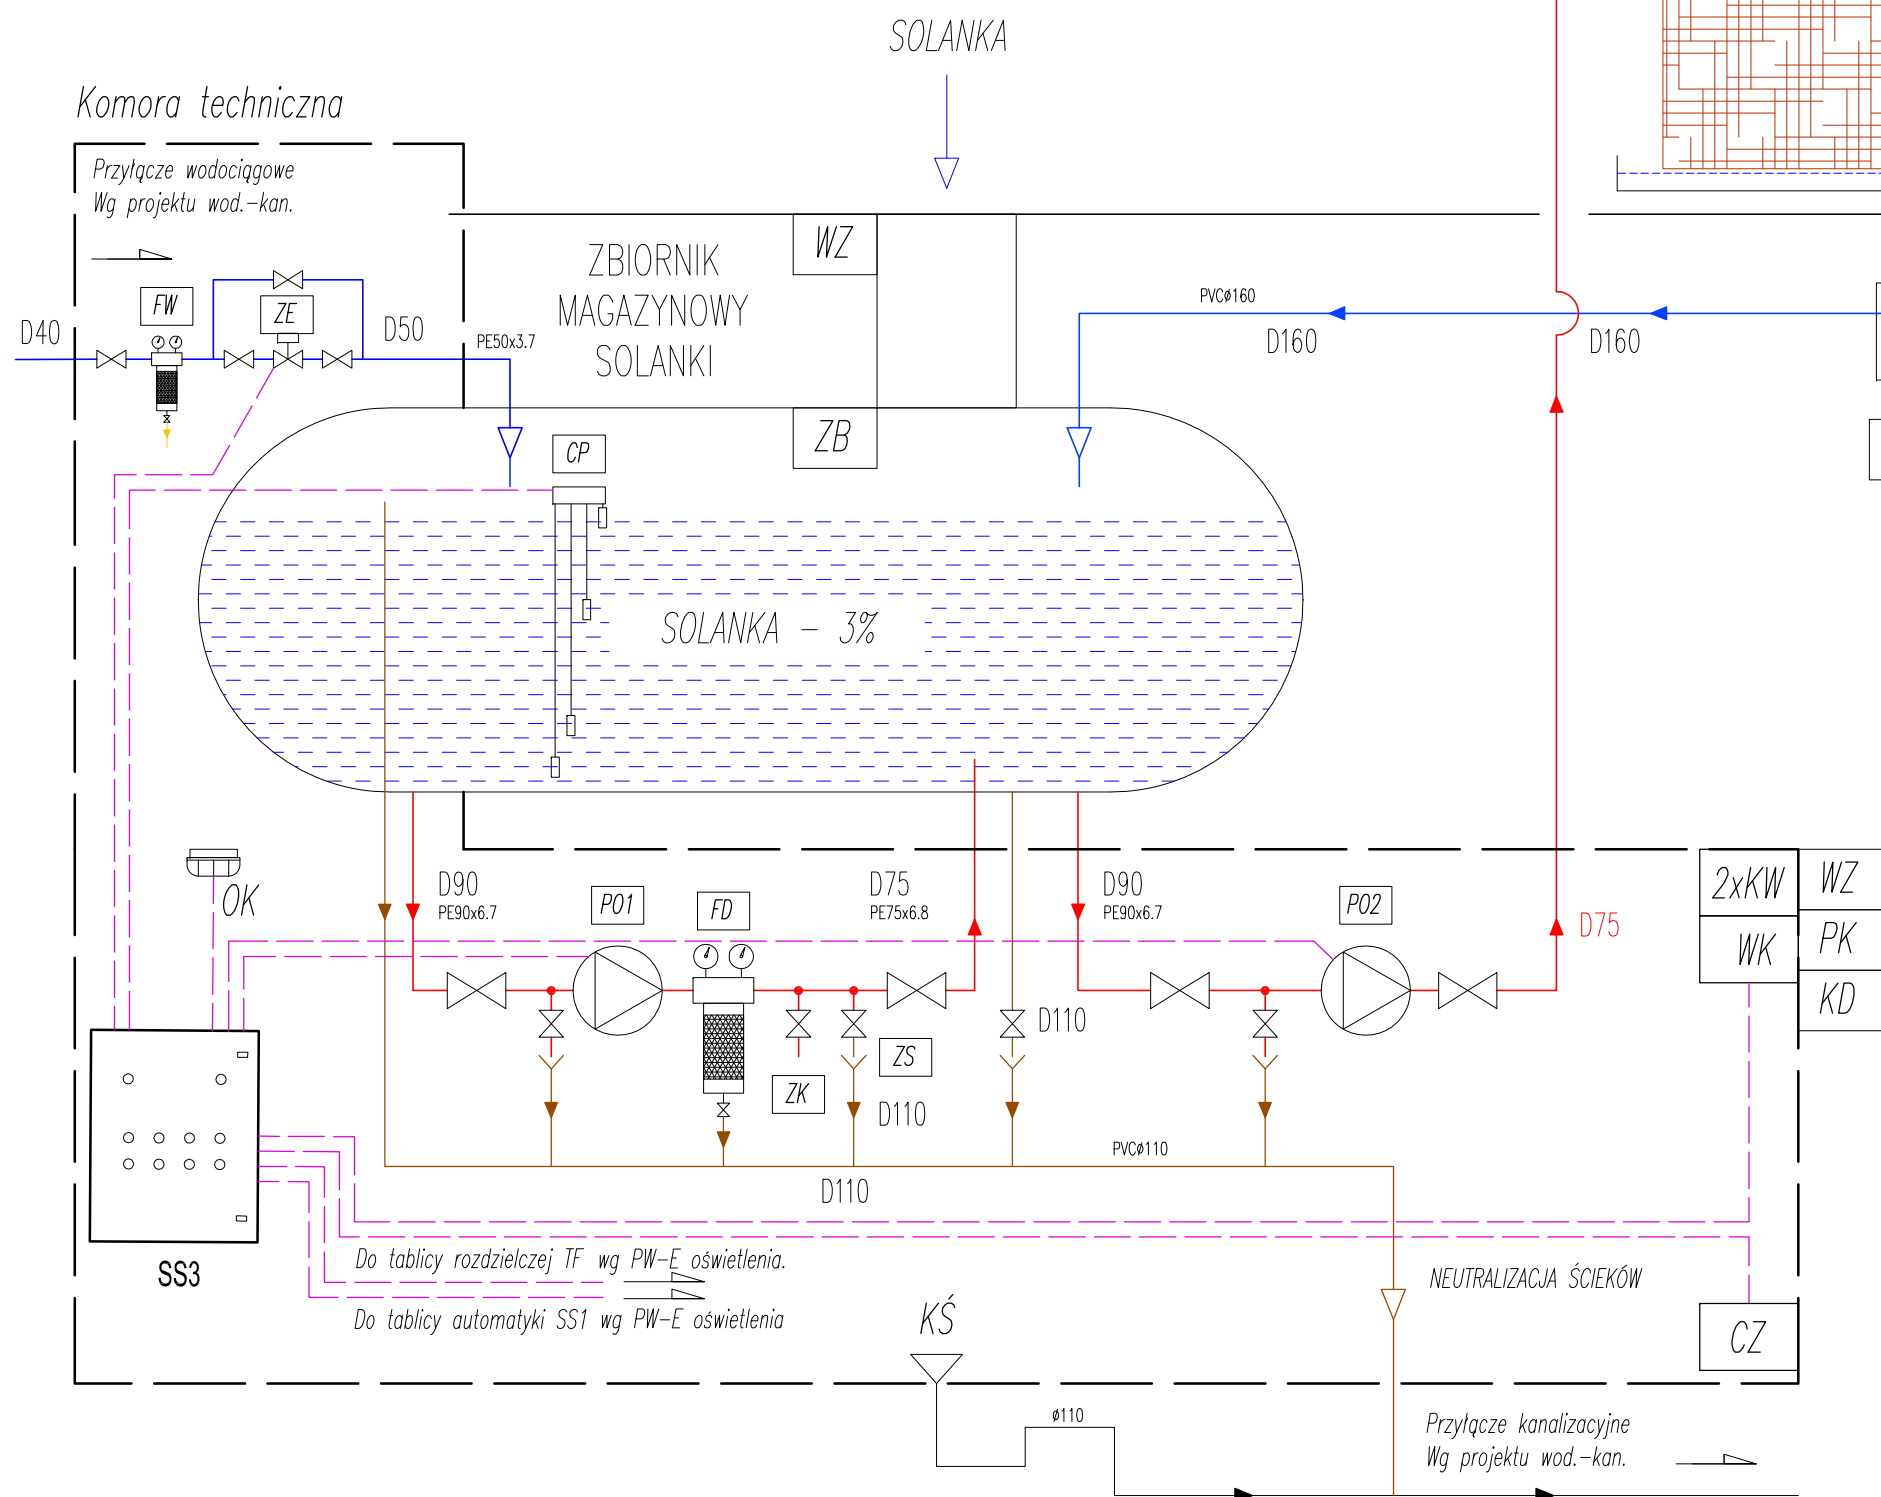 SOLANKA
Komora techniczna
Przyłącze wodociągowe
Wg projektu wod.-kan.
FW
ZE
D40
D50
PE50x3.7
ZBIORNIK
MAGAZYNOWY
SOLANKI
WZ
ZB
PVCø160
D160
D160
CP
SOLANKA - 3%
OK
D90
PE90x6.7
PO1
FD
D75
PE75x6.8
D90
PE90x6.7
PO2
D75
2xKW
WK
WZ
PK
KD
ZK
ZS
D110
D110
PVCø110
D110
SS3
Do tablicy rozdzielczej TF wg PW-E oświetlenia.
Do tablicy automatyki SS1 wg PW-E oświetlenia
NEUTRALIZACJA ŚCIEKÓW
CZ
KŚ
ø110
Przyłącze kanalizacyjne
Wg projektu wod.-kan.